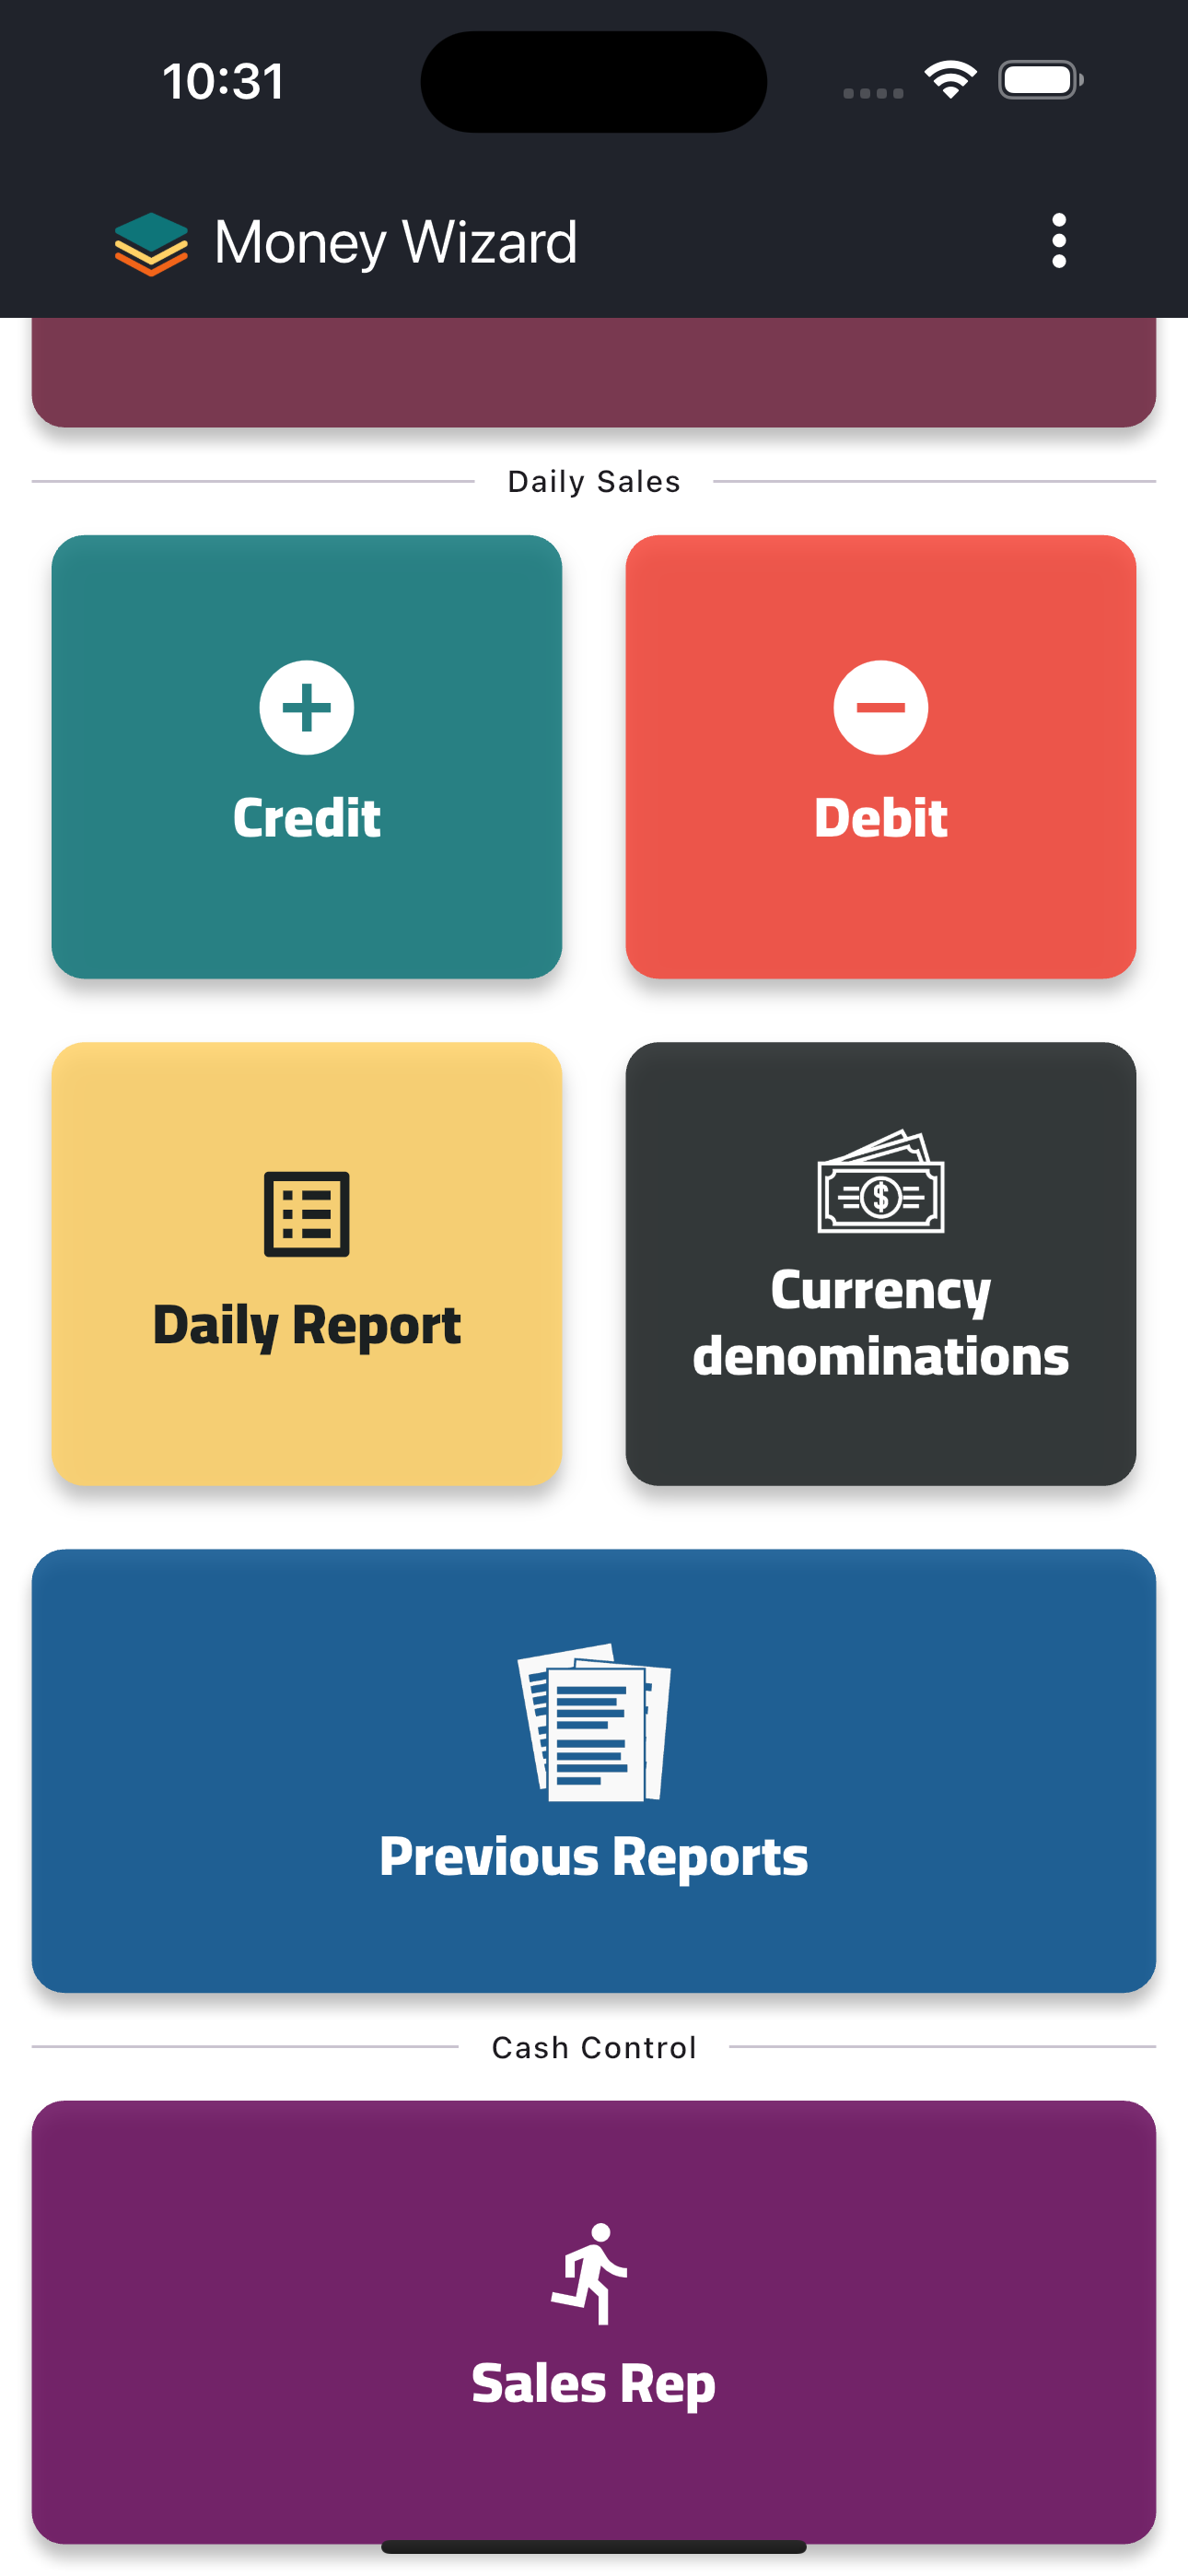 10:31
Money Wizard
Daily Sales
Credit
Debit
Daily Report
$
Currency
denominations
Previous Reports
Cash Control
Sales Rep